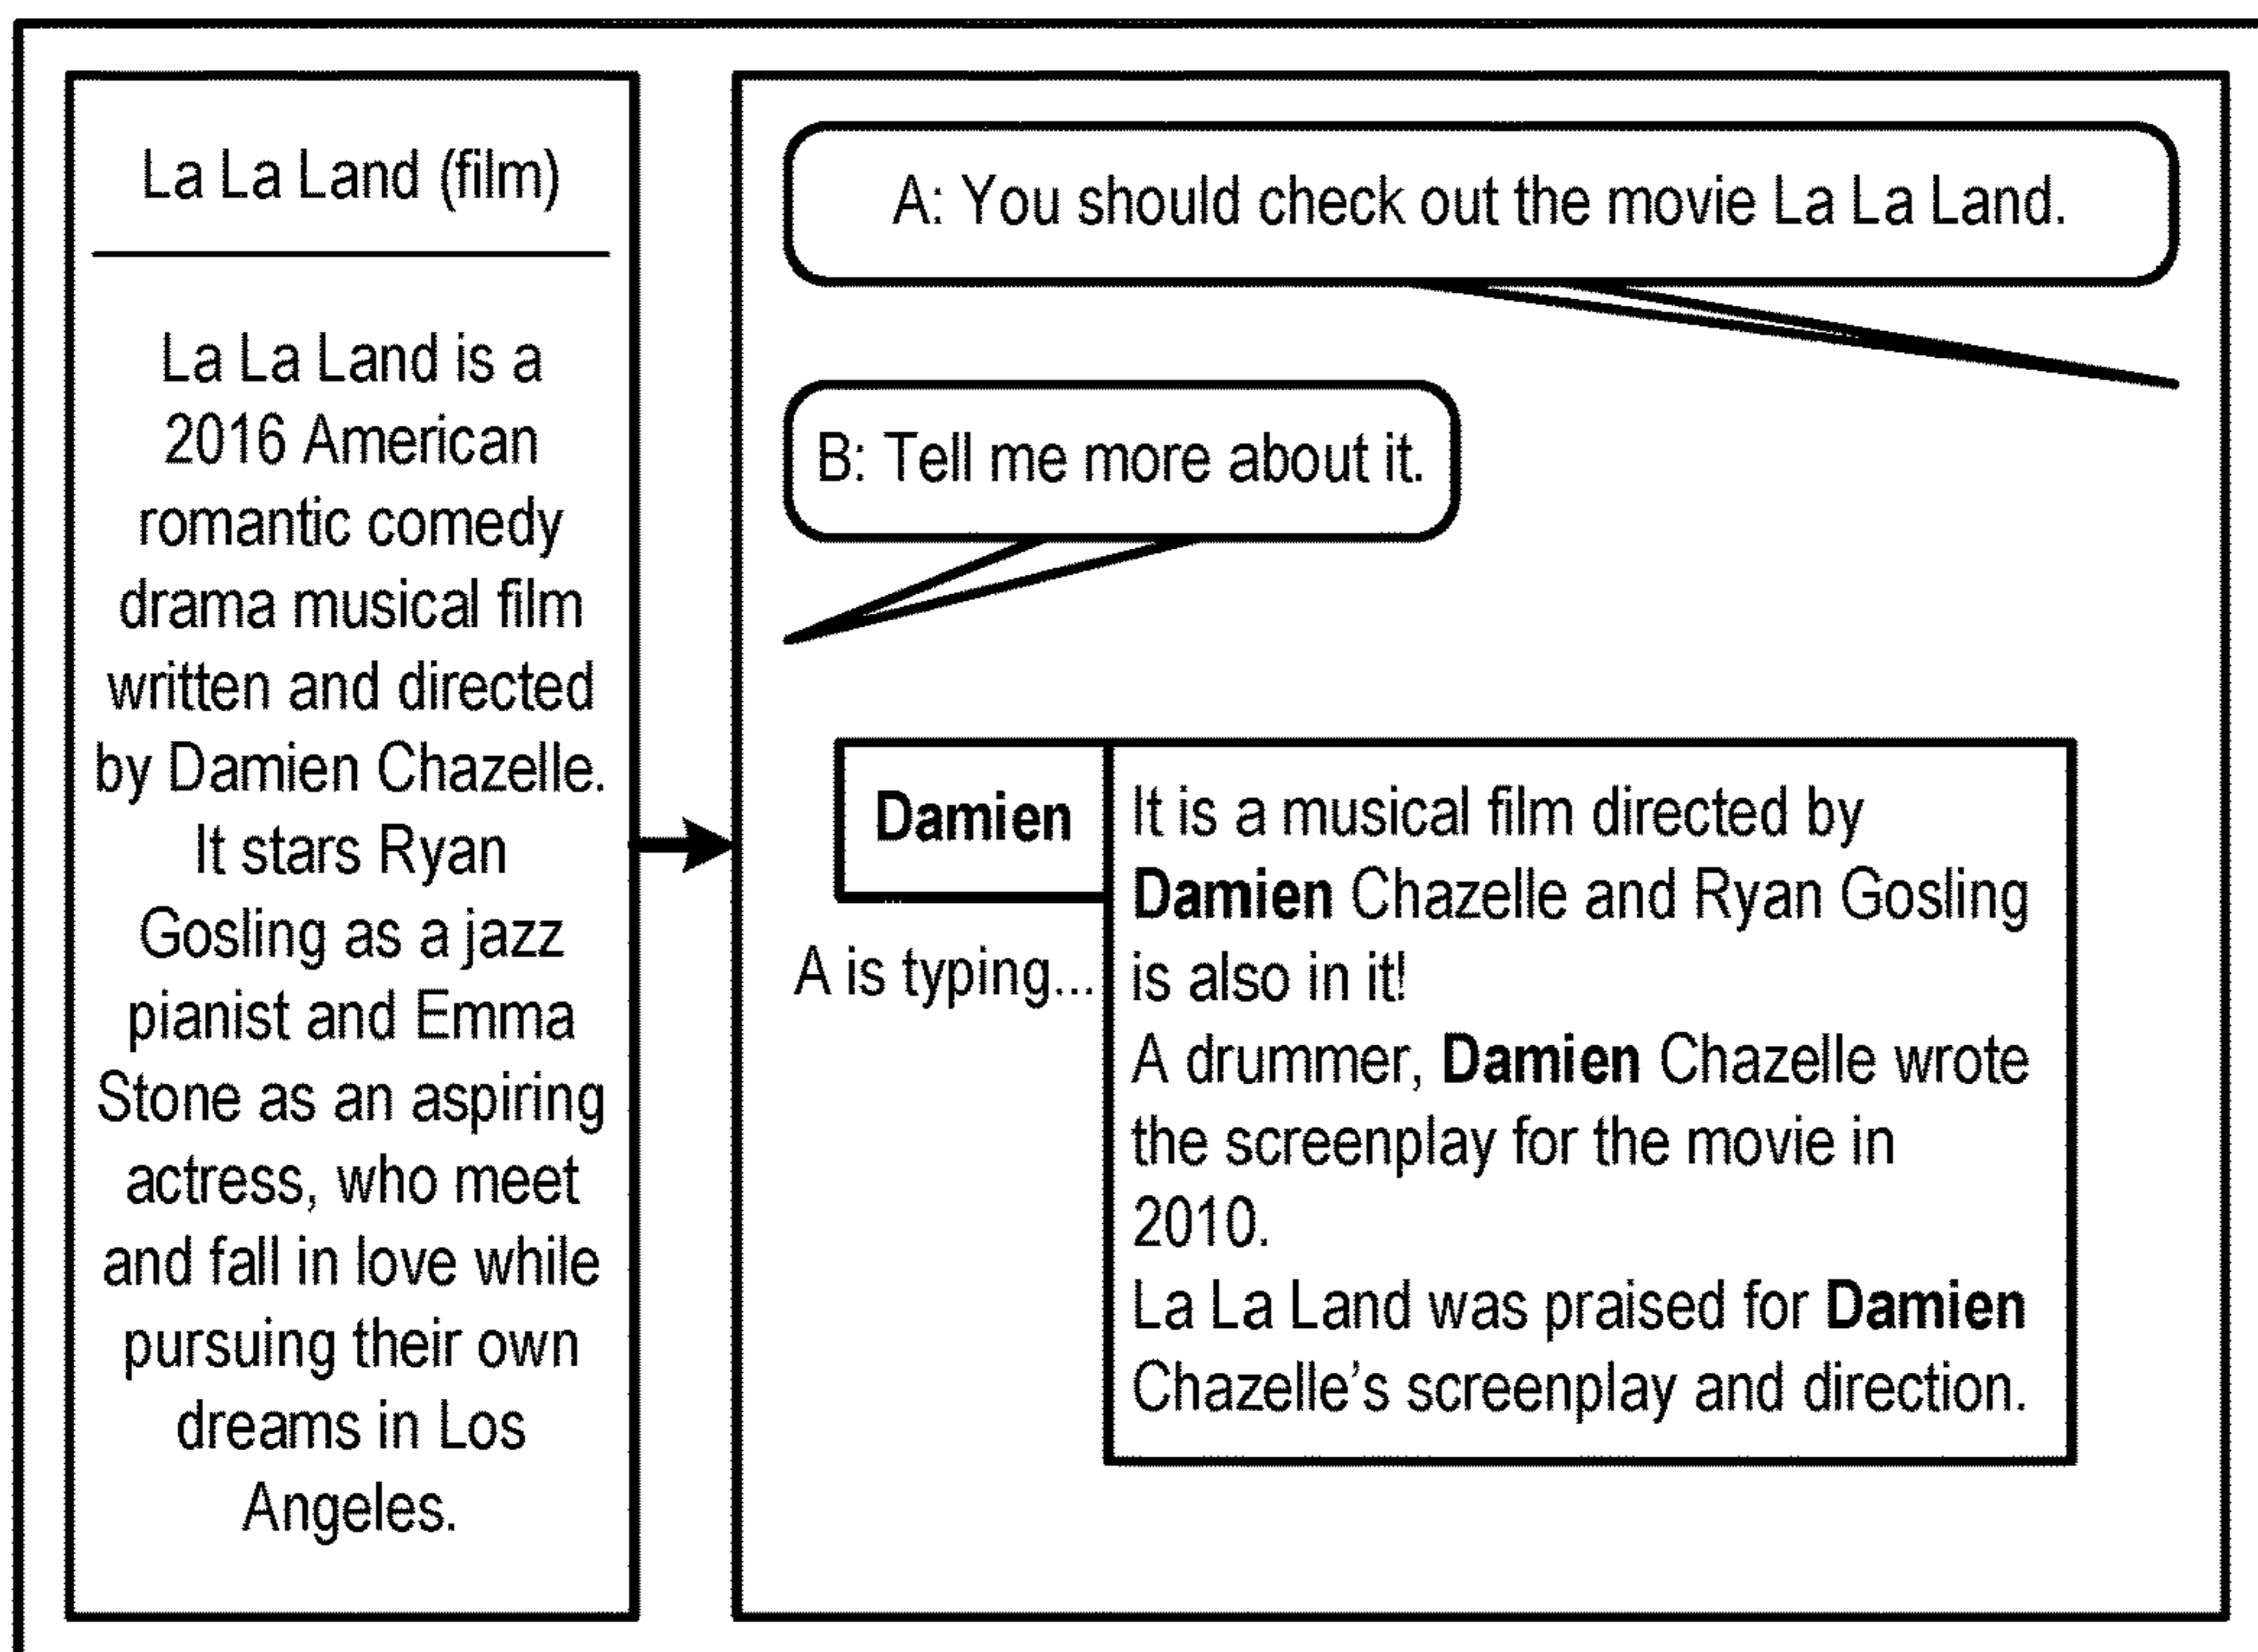 La La Land (film)
La La Land is a
2016 American
romantic comedy
drama musical film
written and directed
by Damien Chazelle.
It stars Ryan
Gosling as a jazz
pianist and Emma
Stone as an aspiring
actress, who meet
and fall in love while
pursuing their own
dreams in Los
Angeles.
A: You should check out the movie La La Land.
B: Tell me more about it.
Damien
A is typing...
It is a musical film directed by
Damien Chazelle and Ryan Gosling
is also in it!
A drummer, Damien Chazelle wrote
the screenplay for the movie in
2010.
La La Land was praised for Damien
Chazelle’s screenplay and direction.